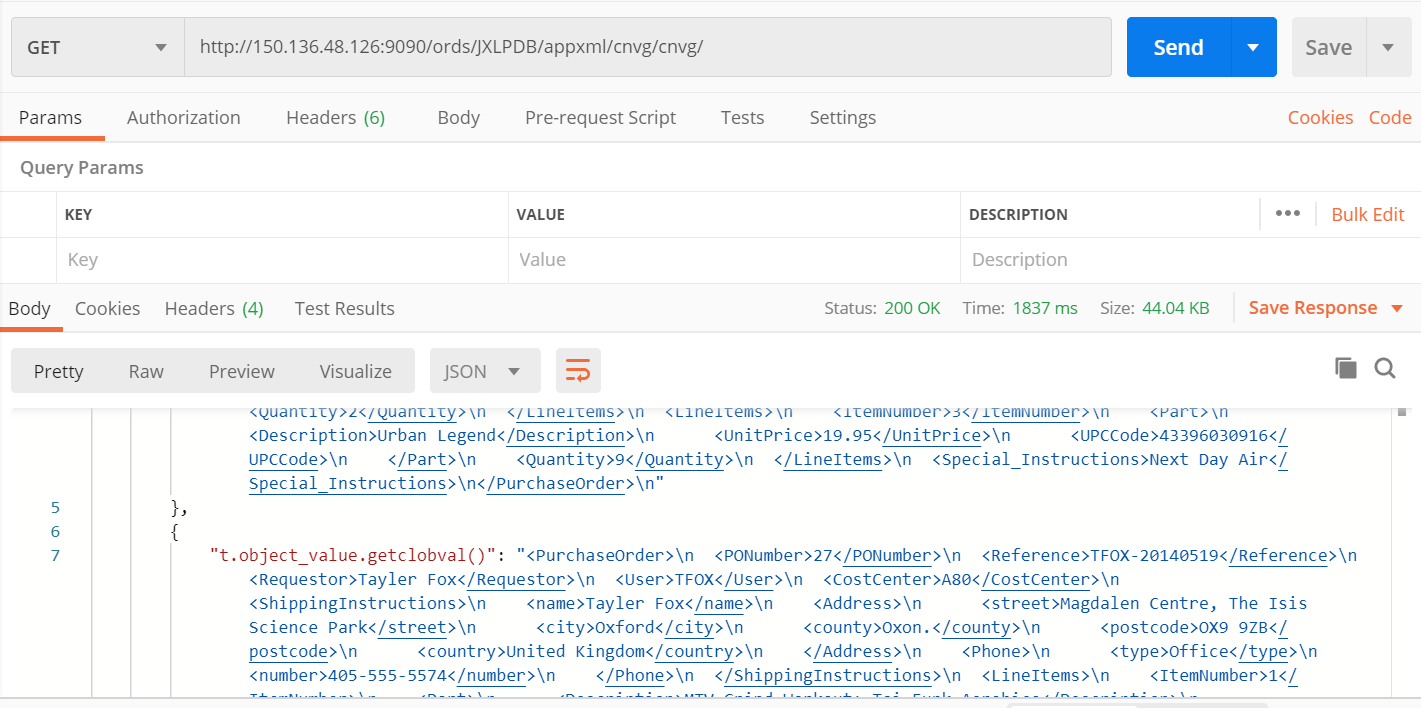 GET http://150.136.48.126:9090/ords/JXLPDB/appxml/cnvg/cnvg/ Send Save
Params Authorization Headers (6) Body Pre-request Script Tests Settings Cookies Code
Query Params
KEY VALUE DESCRIPTION ••• Bulk Edit
Key Value Description
Body Cookies Headers (4) Test Results Status: 200 OK Time: 1837 ms Size: 44.04 KB Save Response
Pretty Raw Preview Visualize JSON
<Quantity>2</Quantity>\n </LineItems>\n <LineItems>\n <ItemNumber>3</ItemNumber>\n <Part>\n
<Description>Urban Legend</Description>\n <UnitPrice>19.95</UnitPrice>\n <UPCCode>43396030916</
UPCCode>\n </Part>\n <Quantity>9</Quantity>\n </LineItems>\n <Special_Instructions>Next Day Air</
Special_Instructions>\n</PurchaseOrder>\n"
5 },
6 {
7 "t.object_value.getclobval()": "<PurchaseOrder>\n <PONumber>27</PONumber>\n <Reference>TFOX-20140519</Reference>\n
<Requestor>Tayler Fox</Requestor>\n <User>TFOX</User>\n <CostCenter>A80</CostCenter>\n
<ShippingInstructions>\n <name>Tayler Fox</name>\n <Address>\n <street>Magdalen Centre, The Isis
Science Park</street>\n <city>Oxford</city>\n <county>Oxon.</county>\n <postcode>OX9 9ZB</
postcode>\n <country>United Kingdom</country>\n </Address>\n <Phone>\n <type>Office</type>\n
<number>405-555-5574</number>\n </Phone>\n </ShippingInstructions>\n <LineItems>\n <ItemNumber>1</
ItemNumber>\n <Part>\n <Description>MTV Grind Workout: